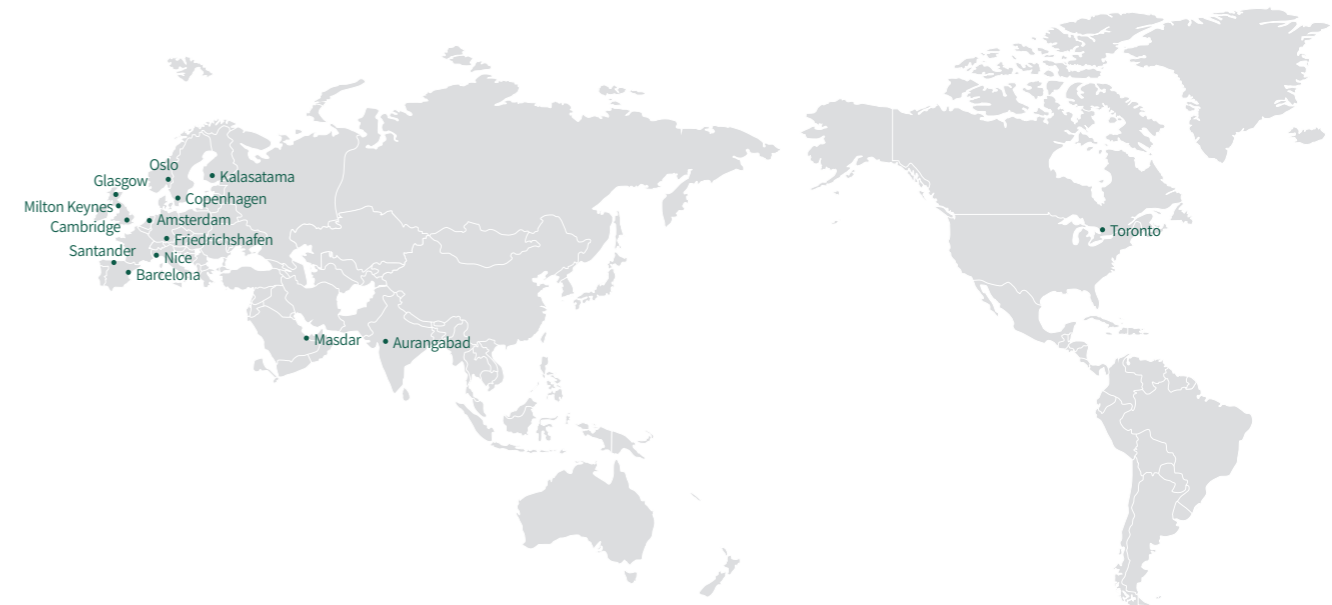 Oslo
Kalasatama
Glasgow
Copenhagen
Milton Keynes
Amsterdam
Cambridge
Friedrichshafen
Santander
Nice
Barcelona
Toronto
Masdar
Aurangabad